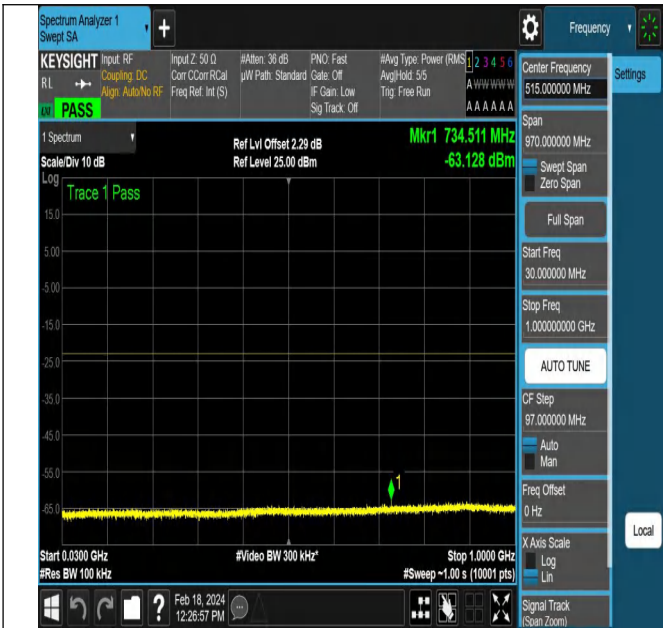 Spectrum Analyzer 1
Swept SA
+
Frequency
KEYSIGHT
RL
PASS
Input: RF
Coupling: DC
Align: Auto/No RF
Input Z: 50 Ω
Corr CCorr RCal
Freq Ref: Int (S)
#Atten: 36 dB
µW Path: Standard
PNO: Fast
Gate: Off
IF Gain: Low
Sig Track: Off
#Avg Type: Power (RMS
Avg|Hold: 5/5
Trig: Free Run
1 2 3 4 5 6
A W W W W W
A A A A A A
1 Spectrum
Scale/Div 10 dB
Ref Lvl Offset 2.29 dB
Ref Level 25.00 dBm
Mkr1 734.511 MHz
-63.128 dBm
Log
Trace 1 Pass
15.0
5.00
-5.00
-15.0
-25.0
-35.0
-45.0
-55.0
-65.0
1
Start 0.0300 GHz
#Res BW 100 kHz
#Video BW 300 kHz*
Stop 1.0000 GHz
#Sweep ~1.00 s (10001 pts)
Feb 18, 2024
12:26:57 PM
Settings
Center Frequency
515.000000 MHz
Span
970.000000 MHz
Swept Span
Zero Span
Full Span
Start Freq
30.000000 MHz
Stop Freq
1.000000000 GHz
AUTO TUNE
CF Step
97.000000 MHz
Auto
Man
Freq Offset
0 Hz
X Axis Scale
Log
Lin
Signal Track
(Span Zoom)
Local